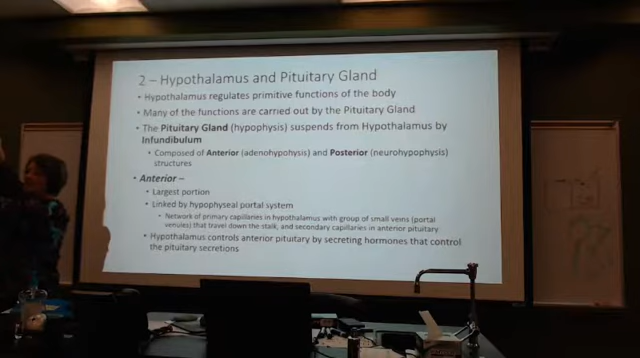 2 – Hypothalamus and Pituitary Gland
• Hypothalamus regulates primitive functions of the body
• Many of the functions are carried out by the Pituitary Gland
• The Pituitary Gland (hypophysis) suspends from Hypothalamus by
Infundibulum
• Composed of Anterior (adenohypohysis) and Posterior (neurohypophysis)
structures
• Anterior –
• Largest portion
• Linked by hypophyseal portal system
• Network of primary capillaries in hypothalamus with group of small veins (portal
venules) that travel down the stalk, and secondary capillaries in anterior pituitary
• Hypothalamus controls anterior pituitary by secreting hormones that control
the pituitary secretions